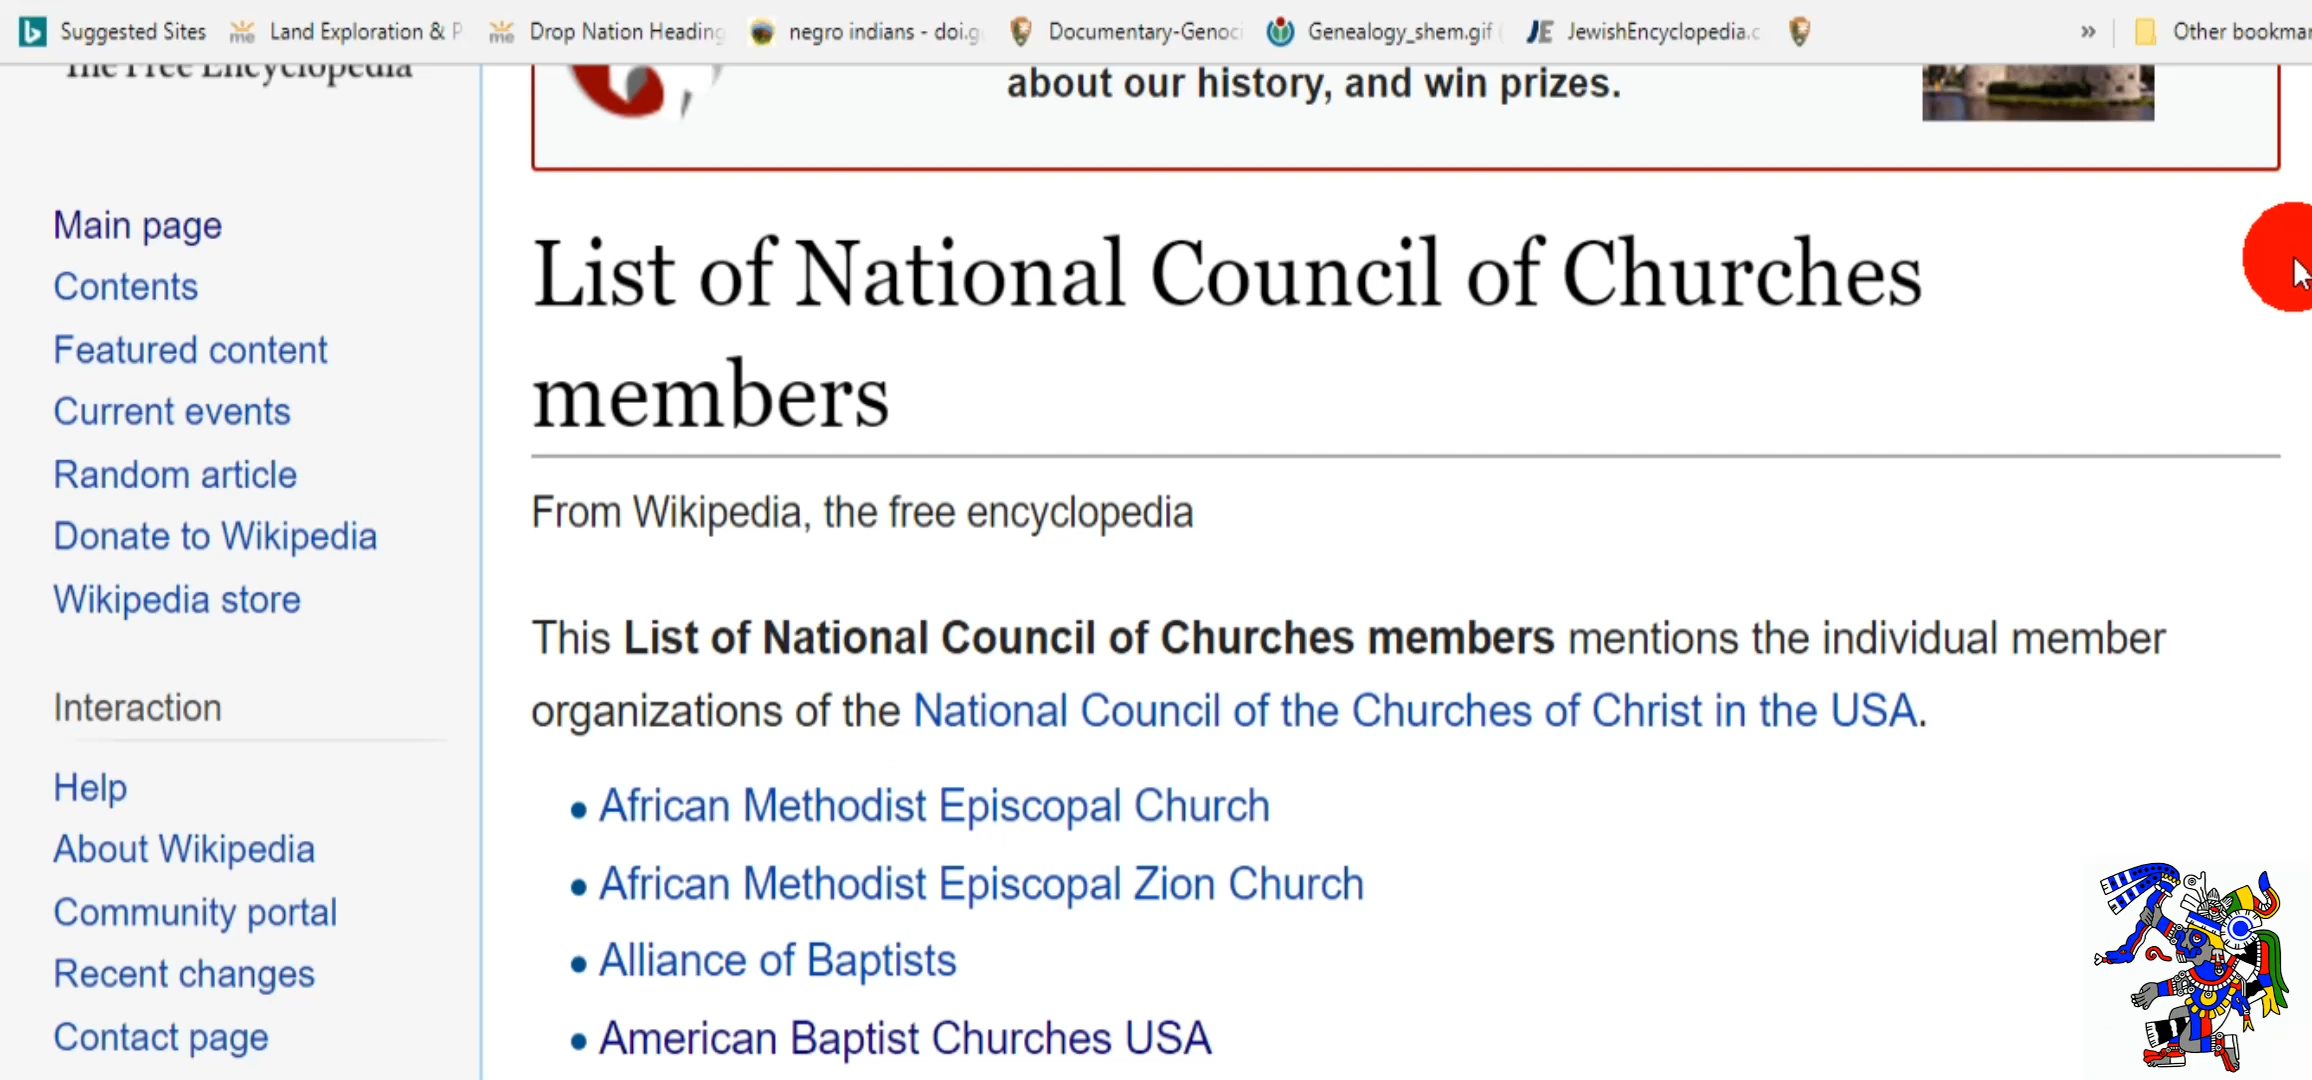 Suggested Sites
Land Exploration & P
Drop Nation Heading
negro indians - doi.g
Documentary-Genoci
Genealogy_shem.gif
JewishEncyclopedia.c
»
Other bookmar
The Free Encyclopedia
about our history, and win prizes.
Main page
Contents
Featured content
Current events
Random article
Donate to Wikipedia
Wikipedia store
Interaction
Help
About Wikipedia
Community portal
Recent changes
Contact page
List of National Council of Churches
members
From Wikipedia, the free encyclopedia
This List of National Council of Churches members mentions the individual member
organizations of the National Council of the Churches of Christ in the USA.
• African Methodist Episcopal Church
• African Methodist Episcopal Zion Church
• Alliance of Baptists
• American Baptist Churches USA